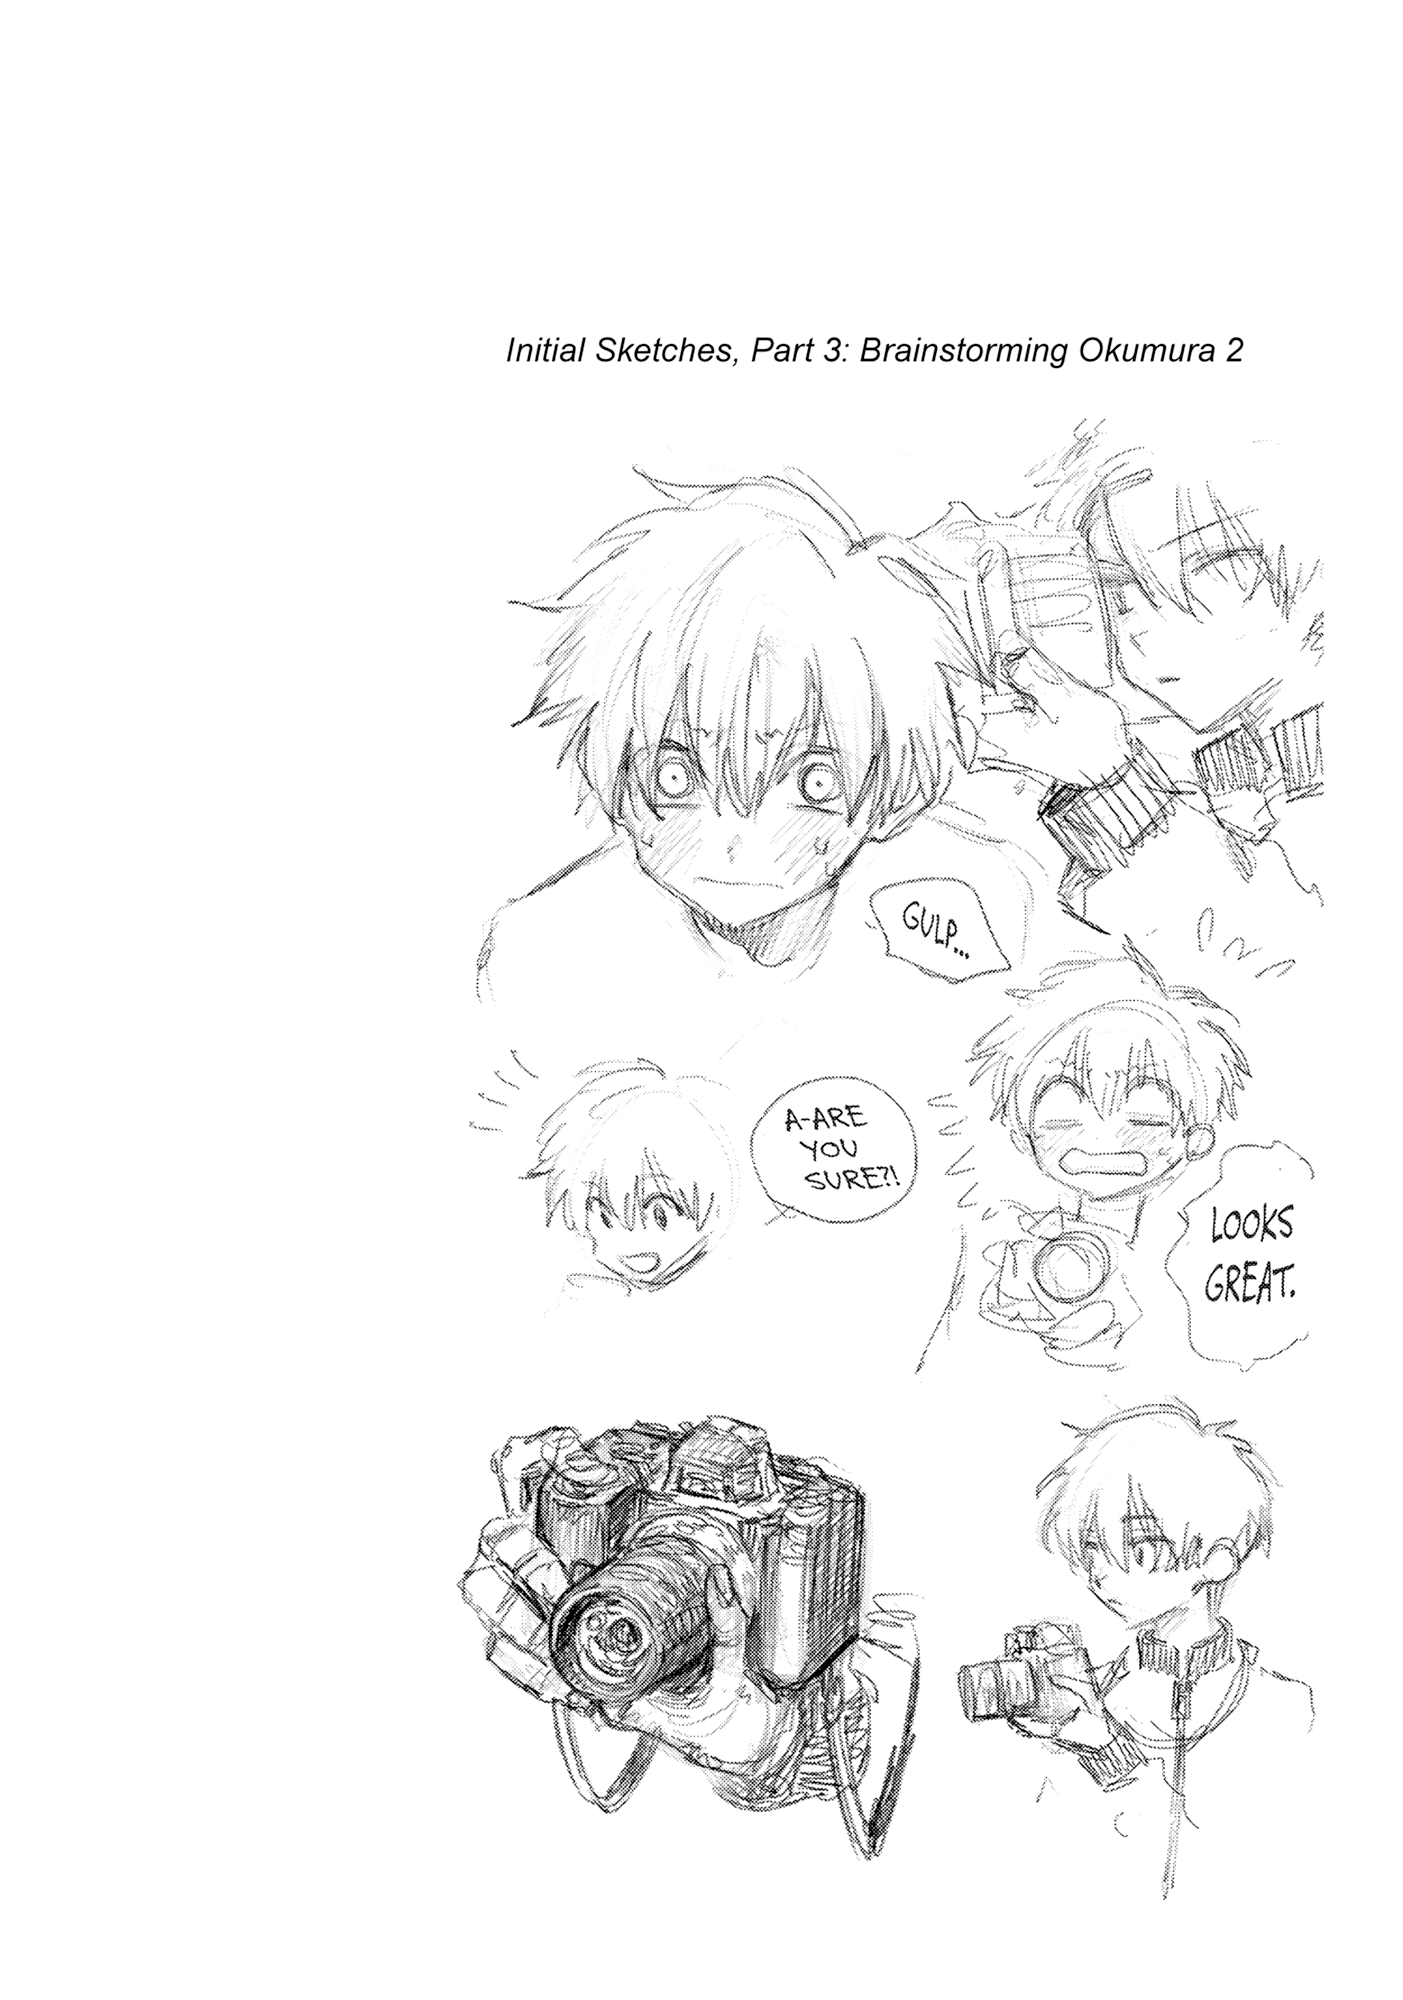 Initial Sketches, Part 3: Brainstorming Okumura 2
GULP...
A-ARE
YOU
SURE?!
LOOKS
GREAT.